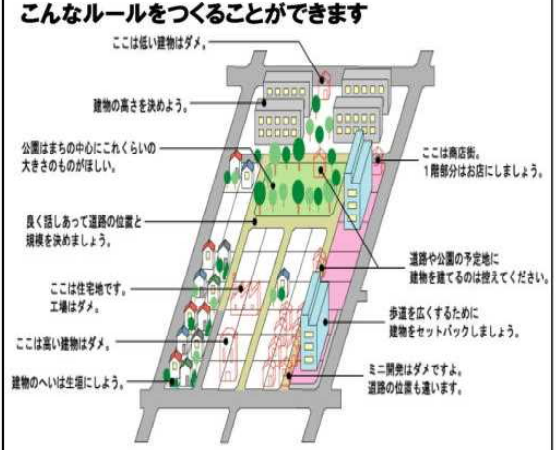 こんなルールをつくることができます
ここは低い建物はダメ。
建物の高さを決めよう。
公園はまちの中心にこれくらいの
大きさのものがほしい。
良く話しあって道路の位置と
規模を決めましょう。
ここは住宅地です。
工場はダメ。
ここは高い建物はダメ。
建物のへいは生垣にしよう。
ここは商店街。
1階部分はお店にしましょう。
道路や公園の予定地に
建物を建てるのは控えてください。
歩道を広くするために
建物をセットバックしましょう。
ミニ開発はダメですよ。
道路の位置も違います。